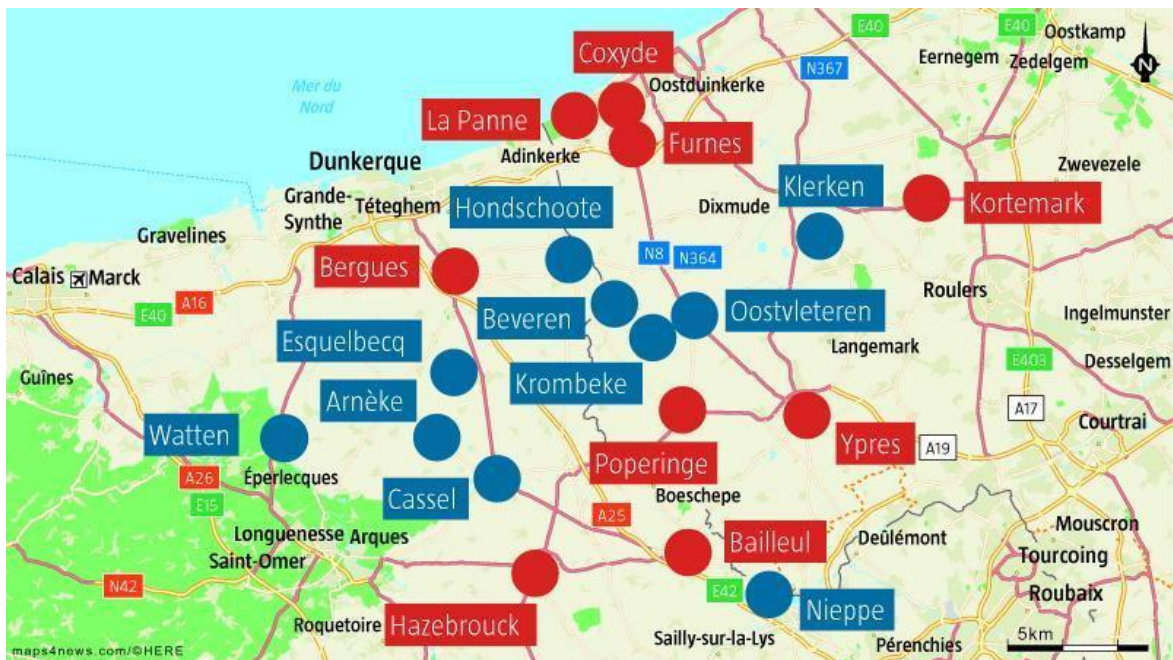 E40
E40
Oostkamp
Coxyde
Eernegem
Zedelgem
N
N367
Mer du
Nord
Oostduinkerke
La Panne
Furnes
Adinkerke
Dunkerque
Zwevezele
Klerken
Grande-
Synthe
Téteghem
Hondschoote
Dixmude
Kortemark
Gravelines
Bergues
N8
N364
Calais
Marck
A16
E40
Roulers
Beveren
Oostvleteren
Ingelmunster
Esquelbecq
Langemark
E403
Desselgem
Guînes
Krombeke
Arnèke
A17
Courtrai
Watten
Ypres
A19
Poperinge
Éperlecques
A26
Cassel
Boeschepe
E15
A25
Longuenesse
Arques
Bailleul
Deûlémont
Mouscron
Saint-Omer
Tourcoing
N42
E42
Roubaix
Nieppe
Roquetoire
Hazebrouck
Sailly-sur-la-Lys
Pérenchies
5km
maps4news.com/©HERE